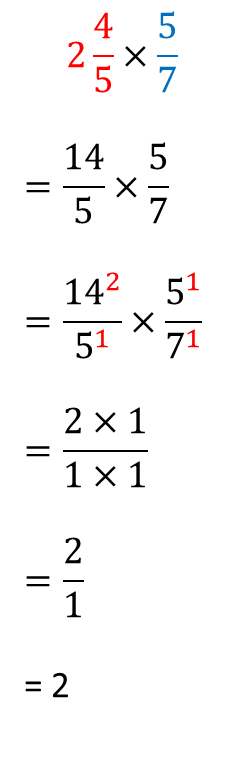 2 4/5 × 5/7
= 14/5 × 5/7
= 14²/5¹ × 5¹/7¹
= 2 × 1/1 × 1
= 2/1
= 2